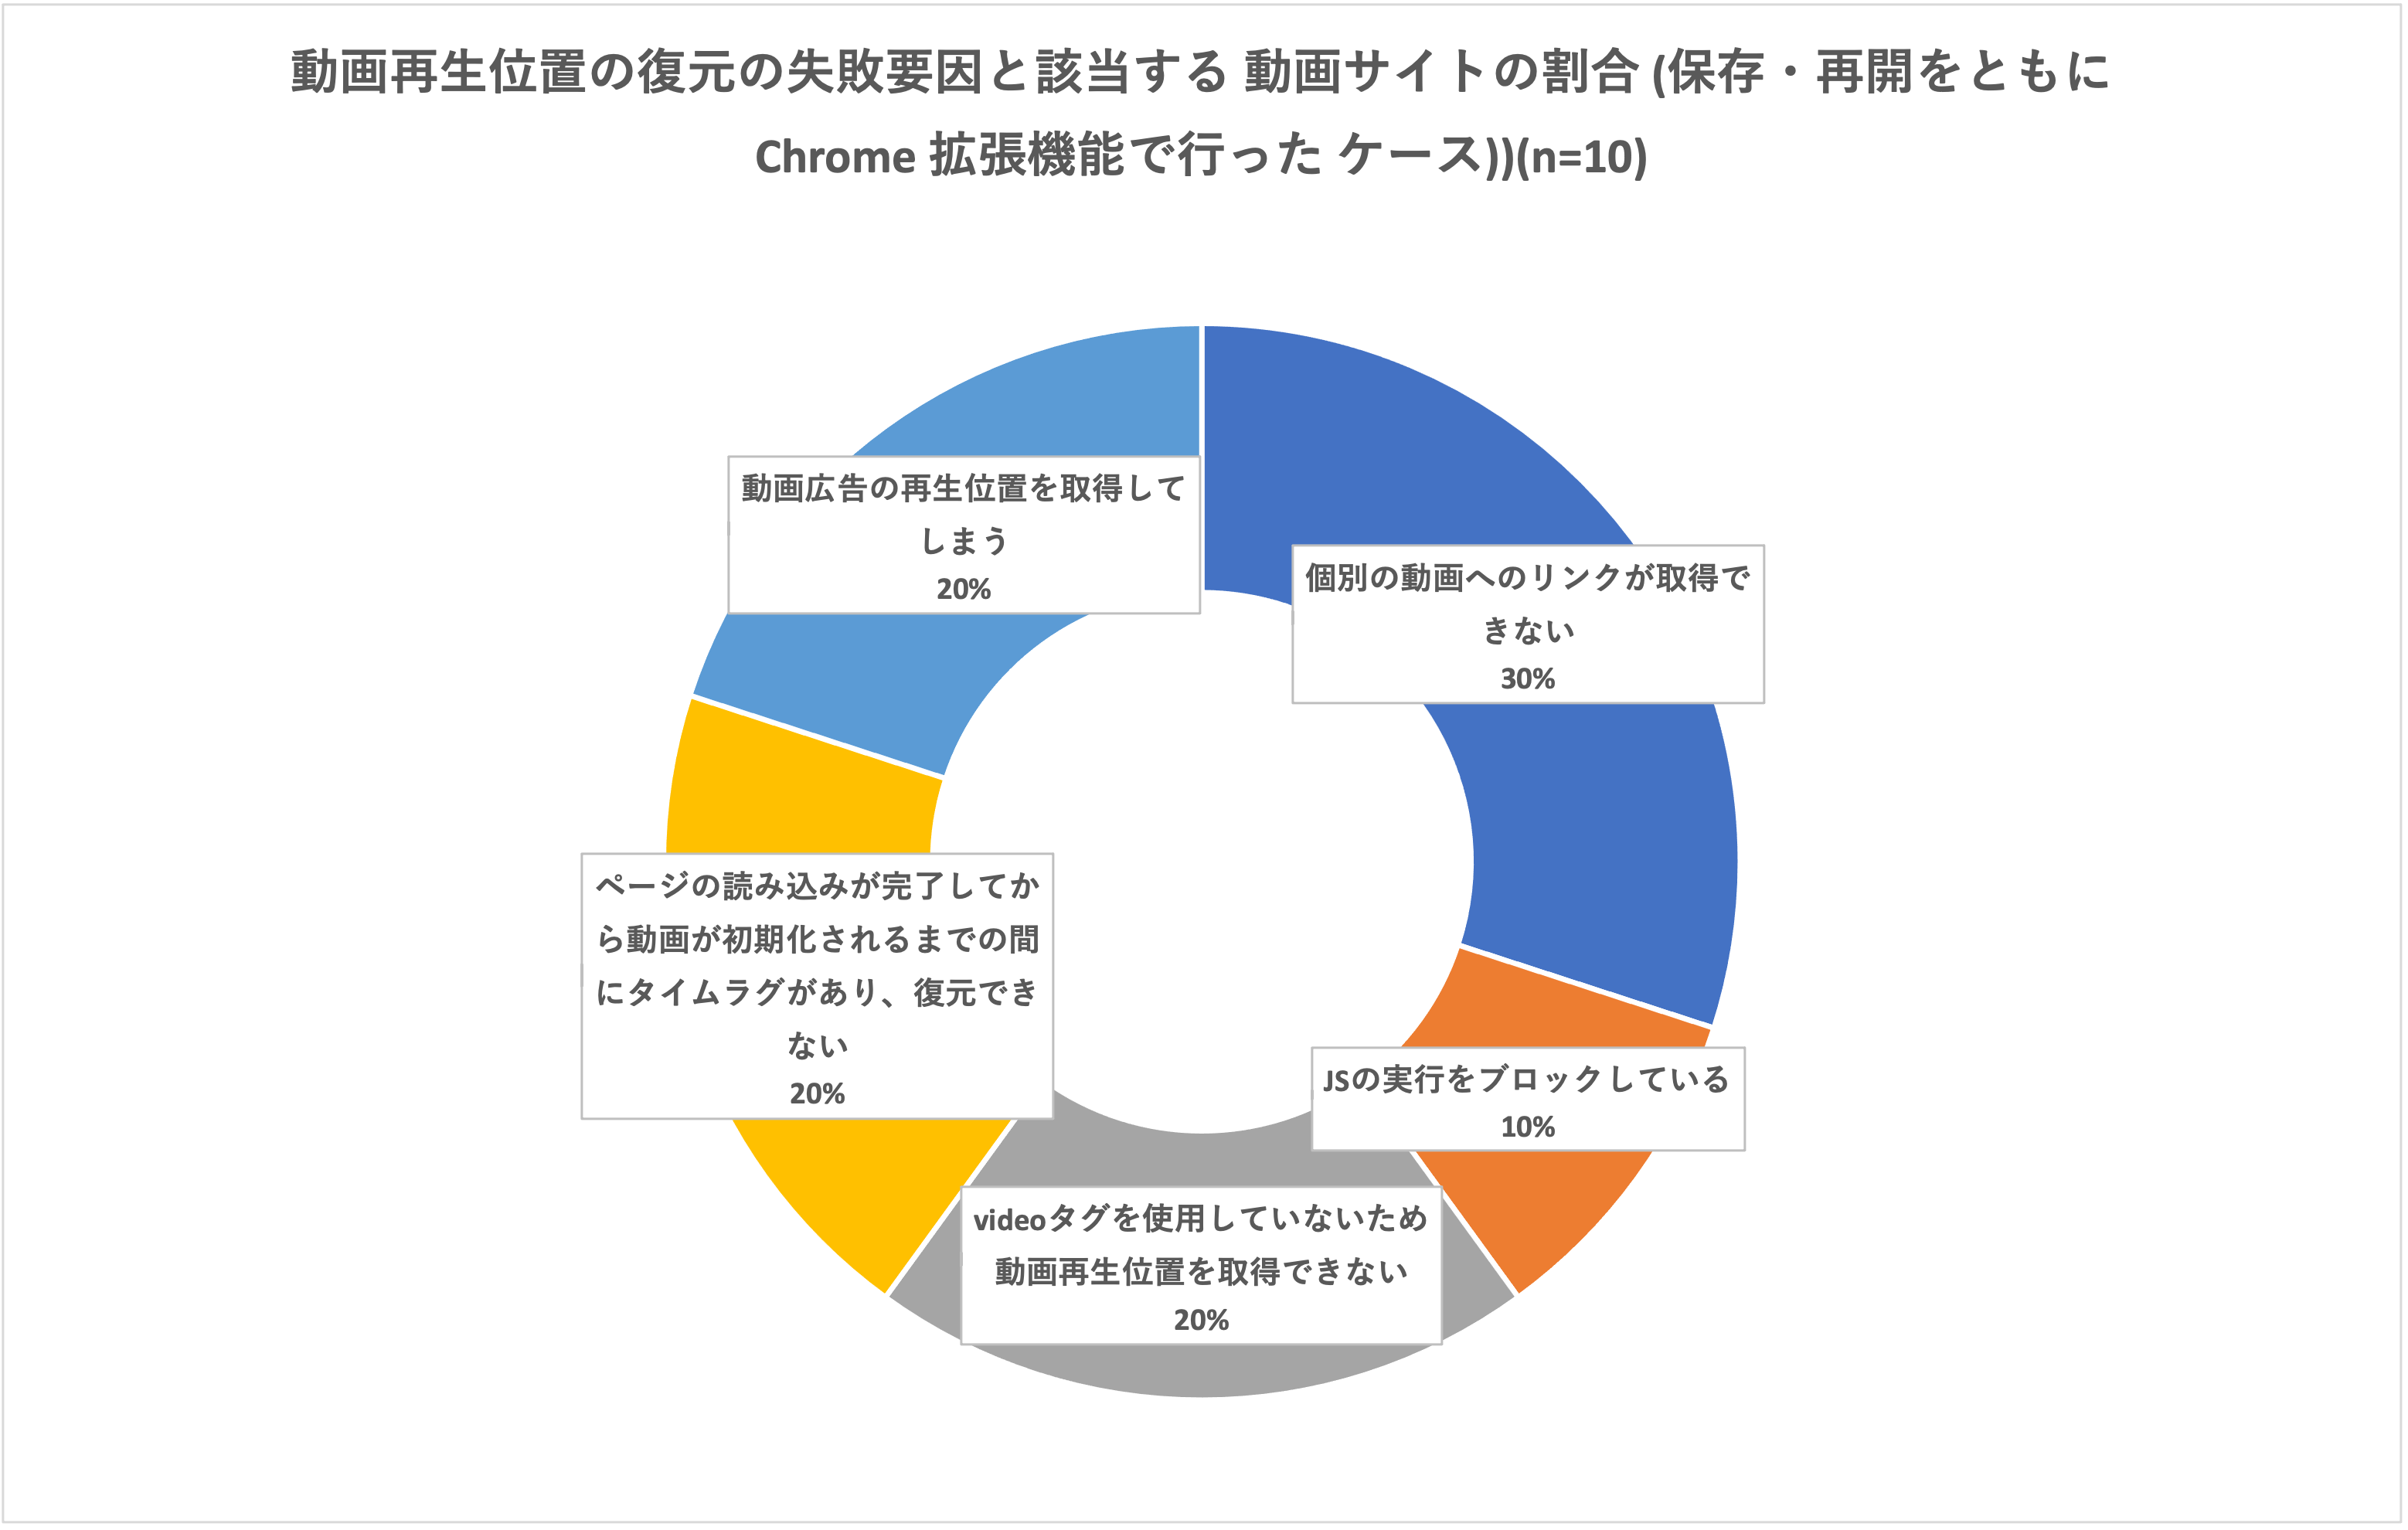 動画再生位置の復元の失敗要因と該当する 動画サイトの割合 (保存・再開をともに
Chrome 拡張機能で行った ケース))(n=10)
動画広告の再生位置を取得して
しまう
20%
個別の動画へのリンクが取得で
きない
30%
ページの読み込みが完了してか
ら動画が初期化されるまでの間
にタイムラグがあり、復元でき
ない
20%
JSの実行をブロックしている
10%
videoタグを使用していないため
動画再生位置を取得できない
20%